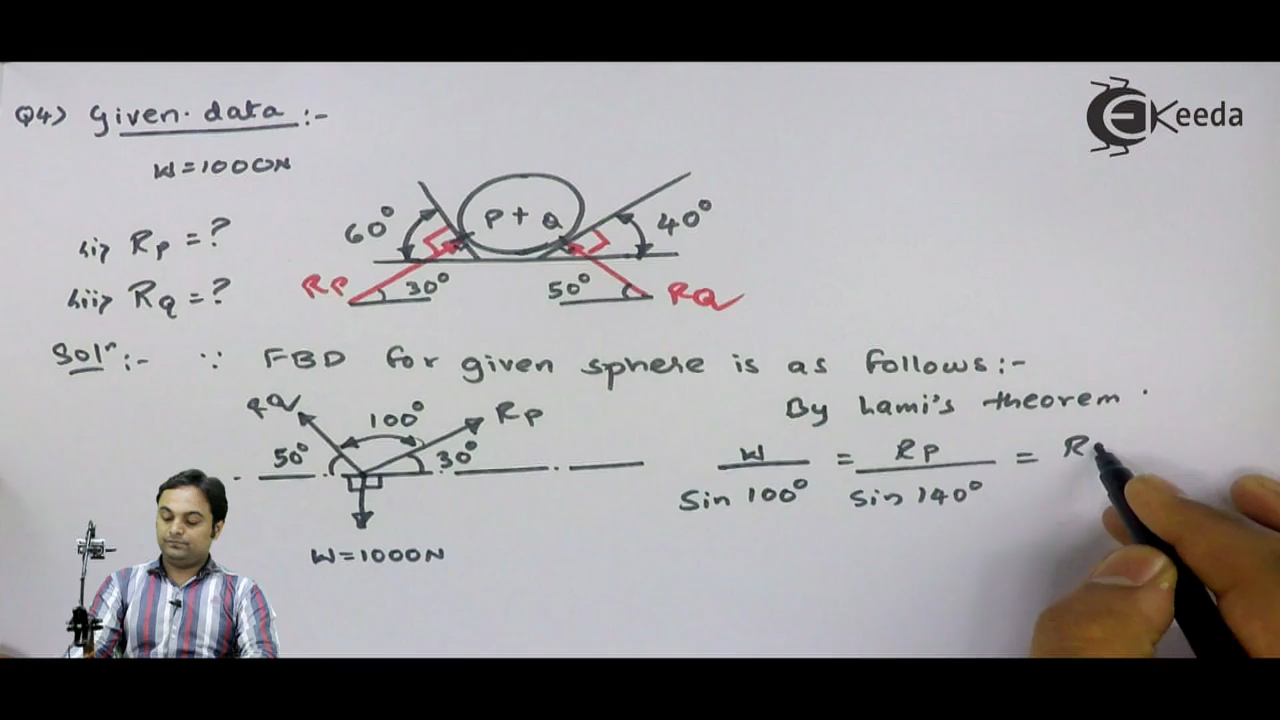 Q4> Given. data :-
EKeeda
W=1000N
(i) Rp = ?
(ii) RQ = ?
60° P + Q 40°
RP 30° 50° RQ
Solⁿ:- ∵ FBD for given sphere is as follows:-
By Lami's theorem.
RQ 100° RP
50° 30°
W / Sin 100° = RP / Sin 140° = R
W=1000N